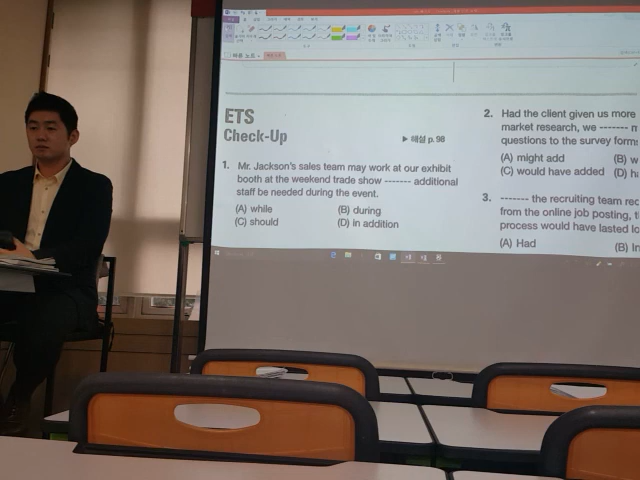 ETS
Check-Up
▶ 해설 p.98
1. Mr. Jackson's sales team may work at our exhibit
booth at the weekend trade show ------- additional
staff be needed during the event.
(A) while
(B) during
(C) should
(D) in addition
2. Had the client given us more
market research, we -------
questions to the survey form
(A) might add
(B) w
(C) would have added
(D) h
3. ------- the recruiting team rec
from the online job posting, t
process would have lasted lo
(A) Had
(B) In